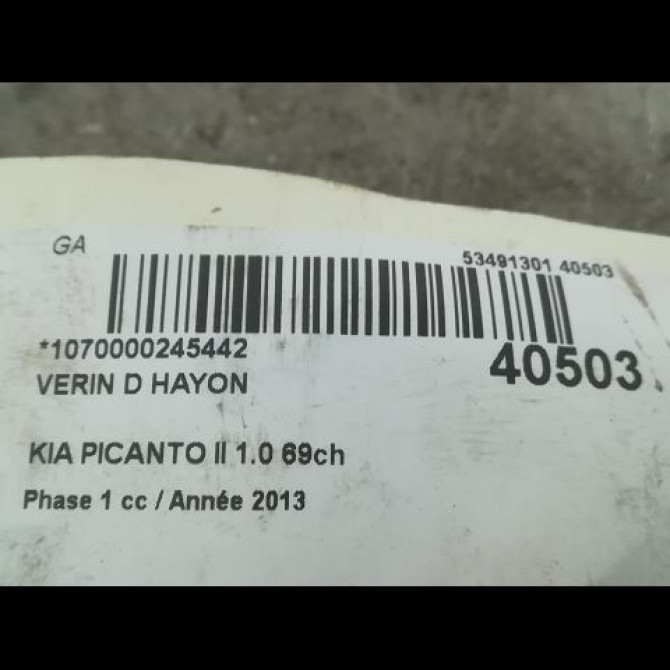 GA
53491301 40503
*1070000245442
40503
VERIN D HAYON
KIA PICANTO II 1.0 69ch
Phase 1 cc / Année 2013